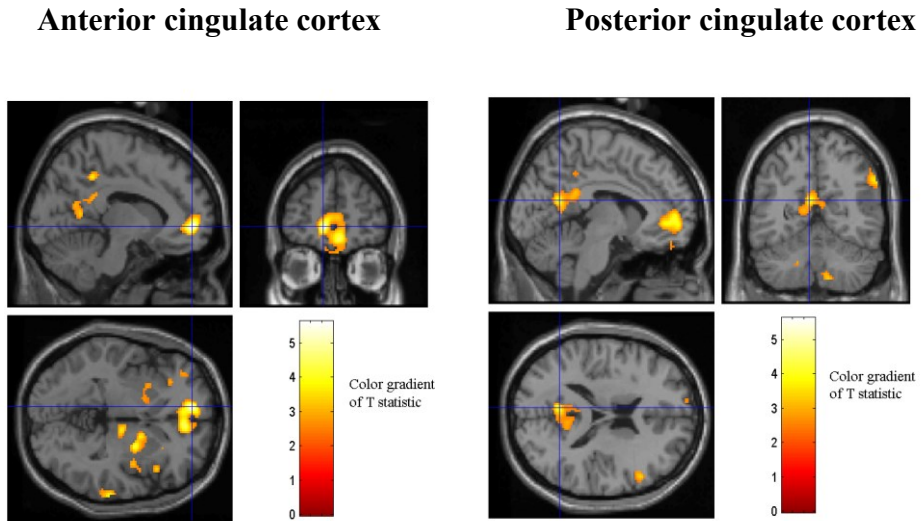 Anterior cingulate cortex
Posterior cingulate cortex
5
4
3
2
1
0
Color gradient
of T statistic
5
4
3
2
1
0
Color gradient
of T statistic